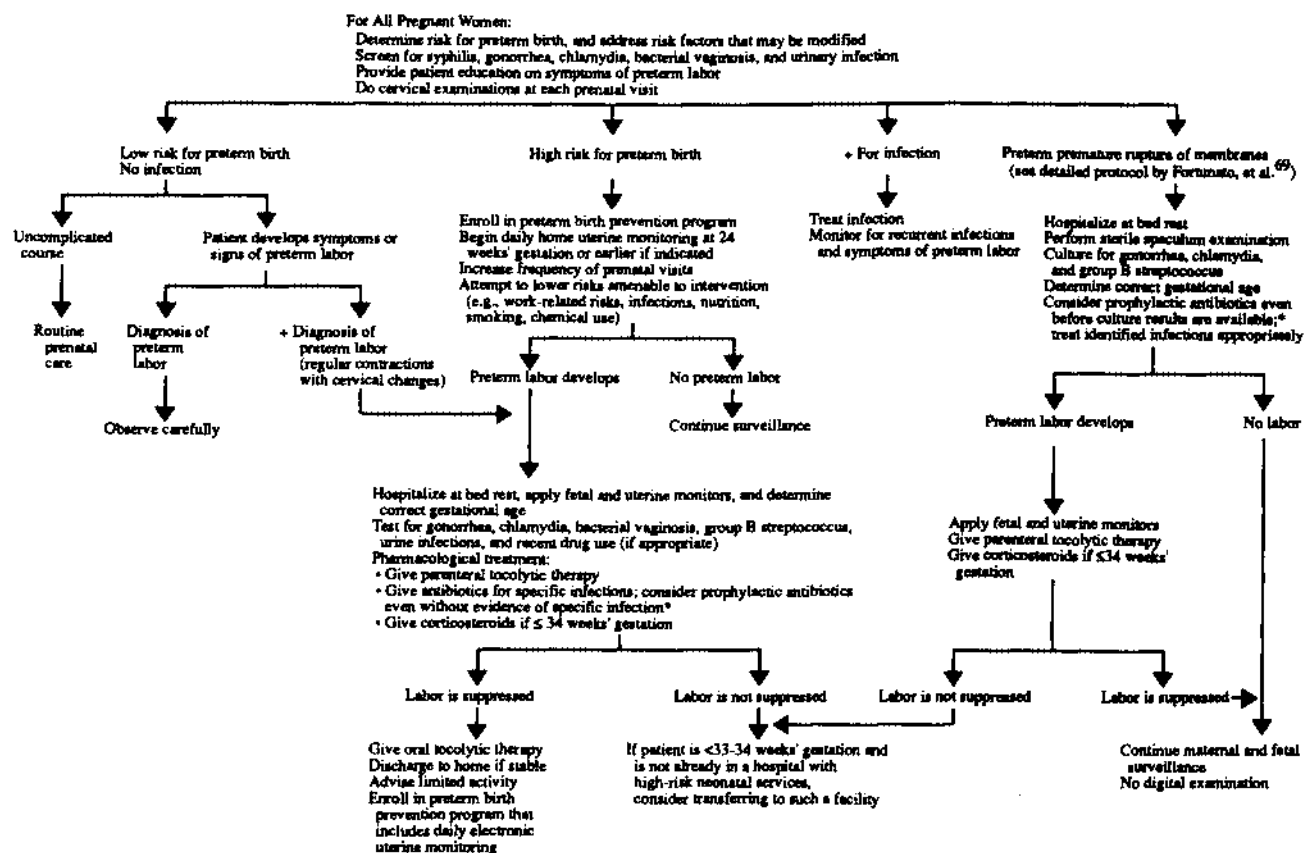 For All Pregnant Women:
Determine risk for preterm birth, and address risk factors that may be modified
Screen for syphilis, gonorrhea, chlamydia, bacterial vaginosis, and urinary infection
Provide patient education on symptoms of preterm labor
Do cervical examinations at each prenatal visit
Low risk for preterm birth
No infection
High risk for preterm birth
+ For infection
Preterm premature rupture of membranes
(see detailed protocol by Fortunato, et al.69)
Uncomplicated
course
Patient develops symptoms or
signs of preterm labor
Enroll in preterm birth prevention program
Begin daily home uterine monitoring at 24
weeks' gestation or earlier if indicated
Increase frequency of prenatal visits
Attempt to lower risks amenable to intervention
(e.g., work-related risks, infections, nutrition,
smoking, chemical use)
Treat infection
Monitor for recurrent infections
and symptoms of preterm labor
Hospitalize at bed rest
Perform sterile speculum examination
Culture for gonorrhea, chlamydia,
and group B streptococcus
Determine correct gestational age
Consider prophylactic antibiotics even
before culture results are available;*
treat identified infections appropriately
Routine
prenatal
care
Diagnosis of
preterm
labor
+ Diagnosis of
preterm labor
(regular contractions
with cervical changes)
Preterm labor develops
No preterm labor
Observe carefully
Continue surveillance
Preterm labor develops
No labor
Hospitalize at bed rest, apply fetal and uterine monitors, and determine
correct gestational age
Test for gonorrhea, chlamydia, bacterial vaginosis, group B streptococcus,
urine infections, and recent drug use (if appropriate)
Pharmacological treatment:
• Give parenteral tocolytic therapy
• Give antibiotics for specific infections; consider prophylactic antibiotics
even without evidence of specific infection*
• Give corticosteroids if ≤ 34 weeks' gestation
Apply fetal and uterine monitors
Give parenteral tocolytic therapy
Give corticosteroids if ≤34 weeks'
gestation
Labor is suppressed
Labor is not suppressed
Labor is not suppressed
Labor is suppressed
Give oral tocolytic therapy
Discharge to home if stable
Advise limited activity
Enroll in preterm birth
prevention program that
includes daily electronic
uterine monitoring
If patient is <33-34 weeks' gestation and
is not already in a hospital with
high-risk neonatal services,
consider transferring to such a facility
Continue maternal and fetal
surveillance
No digital examination